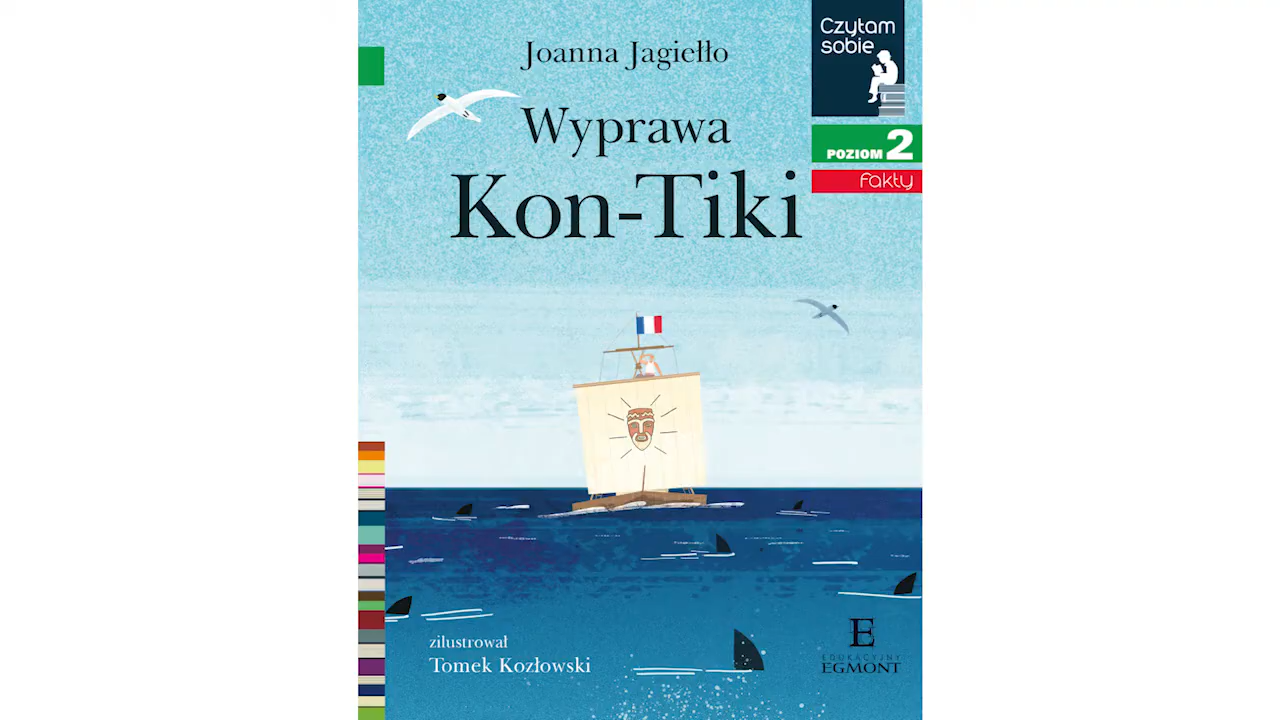 Joanna Jagiełło
Wyprawa
Kon-Tiki
Czytam
sobie
POZIOM 2
fakty
zilustrował
Tomek Kozłowski
E
EDUKACYJNY
EGMONT